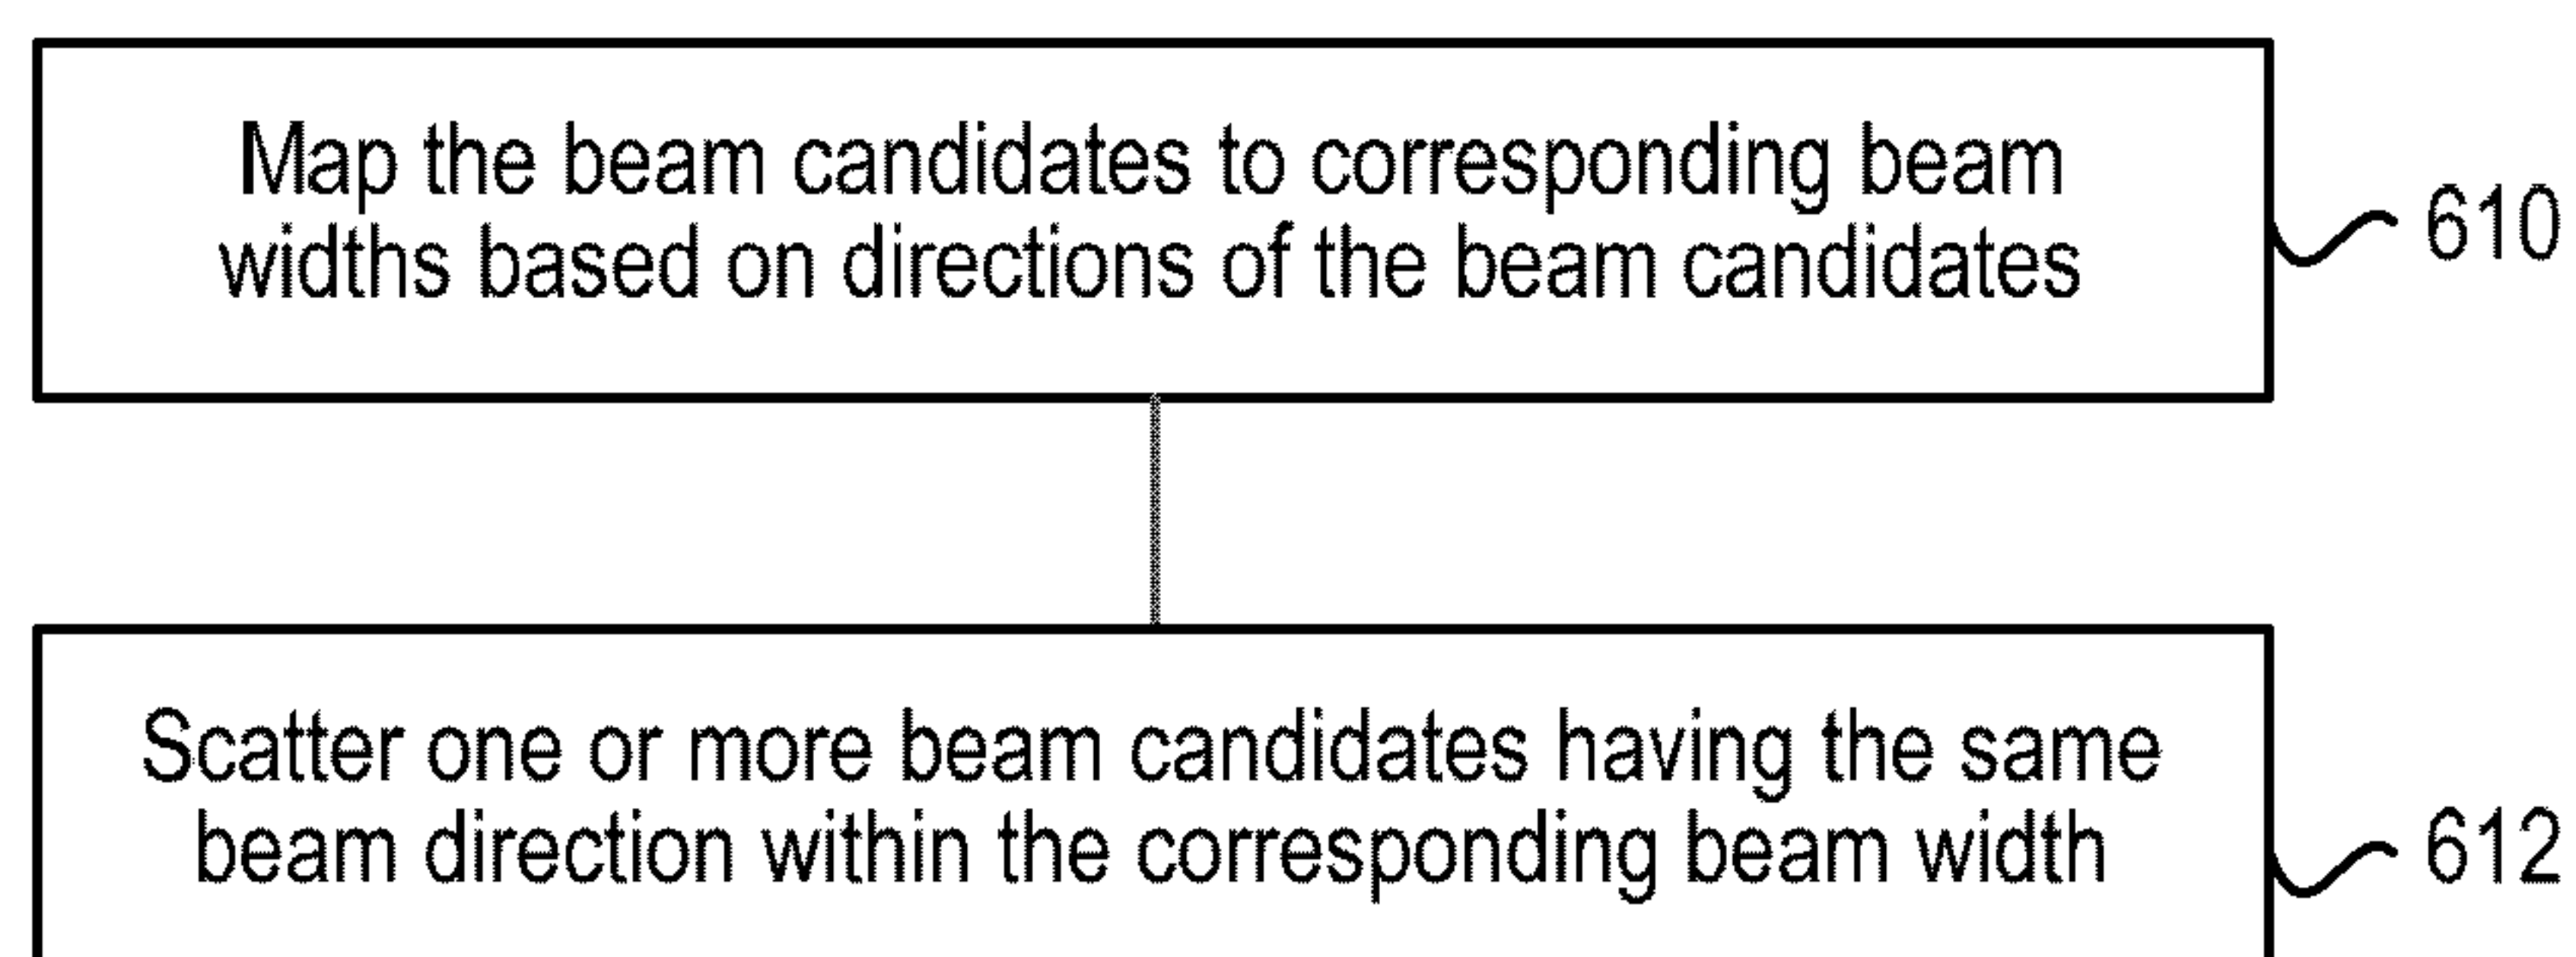 Map the beam candidates to corresponding beam
widths based on directions of the beam candidates
610
Scatter one or more beam candidates having the same
beam direction within the corresponding beam width
612